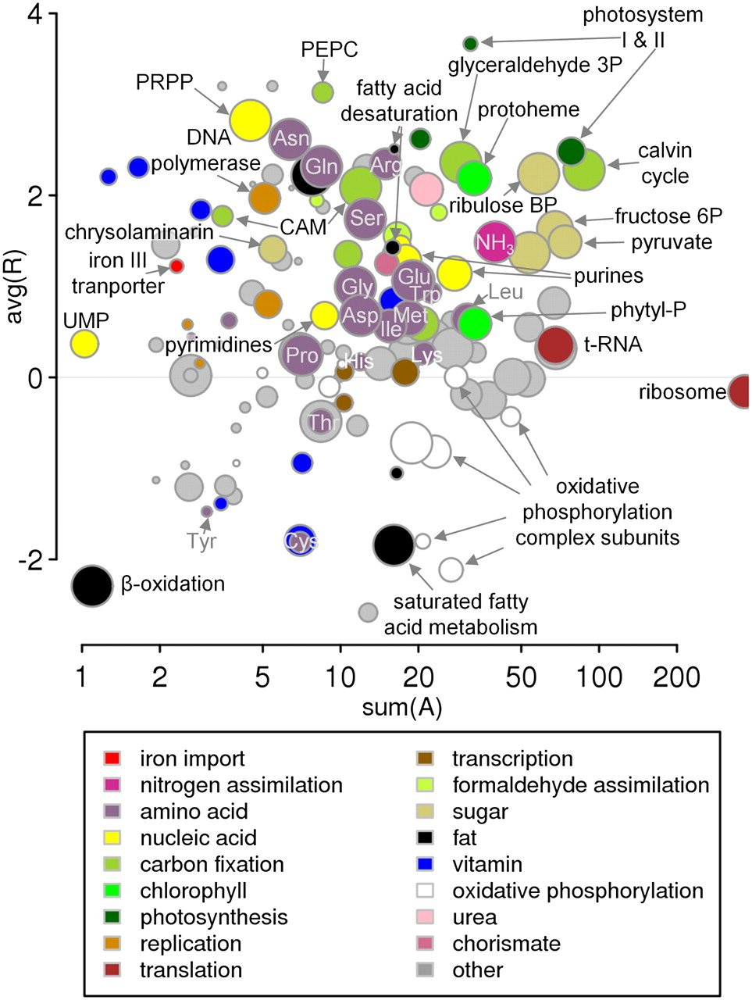 4
photosystem
I & II
PEPC
glyceraldehyde 3P
PRPP
fatty acid
desaturation
protoheme
DNA
polymerase
Asn
Gln
Arg
calvin
cycle
2
ribulose BP
Ser
CAM
fructose 6P
chrysolaminarin
pyruvate
NH3
iron III
tranporter
purines
Glu
Gly
Trp
Leu
avg(R)
UMP
Asp
Met
Ile
phytyl-P
pyrimidines
t-RNA
Pro
His
Lys
0
ribosome
Thr
oxidative
phosphorylation
complex subunits
Tyr
Cys
-2
β-oxidation
saturated fatty
acid metabolism
1 2 5 10 20 50 100 200
sum(A)
iron import
nitrogen assimilation
amino acid
nucleic acid
carbon fixation
chlorophyll
photosynthesis
replication
translation
transcription
formaldehyde assimilation
sugar
fat
vitamin
oxidative phosphorylation
urea
chorismate
other